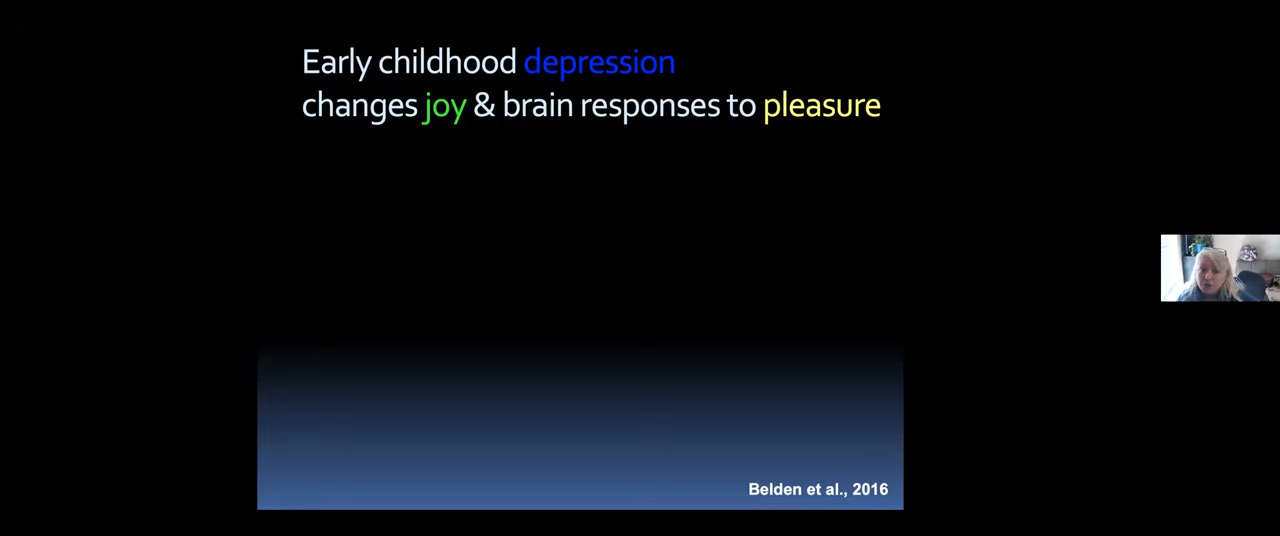 Early childhood depression
changes joy & brain responses to pleasure
Belden et al., 2016